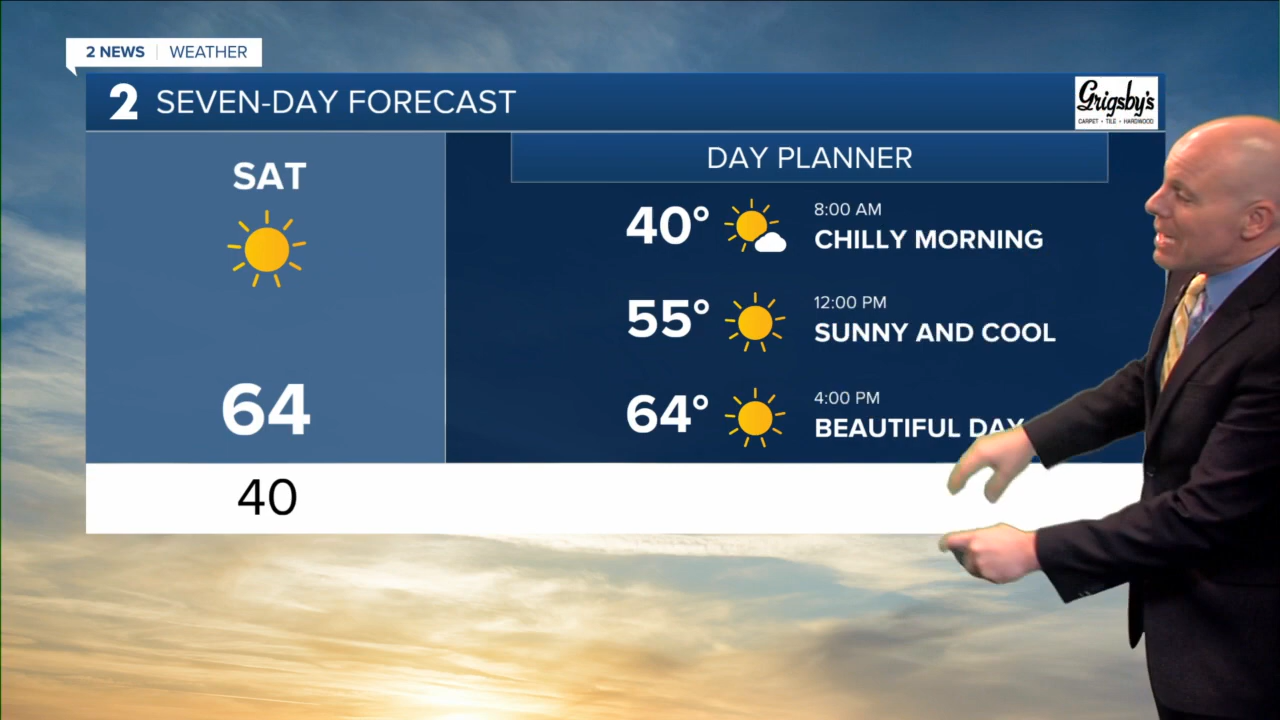 2 NEWS | WEATHER
2 SEVEN-DAY FORECAST
Grigsby's
CARPET • TILE • HARDWOOD
SAT
64
40
DAY PLANNER
40° 8:00 AM
CHILLY MORNING
55° 12:00 PM
SUNNY AND COOL
64° 4:00 PM
BEAUTIFUL DAY